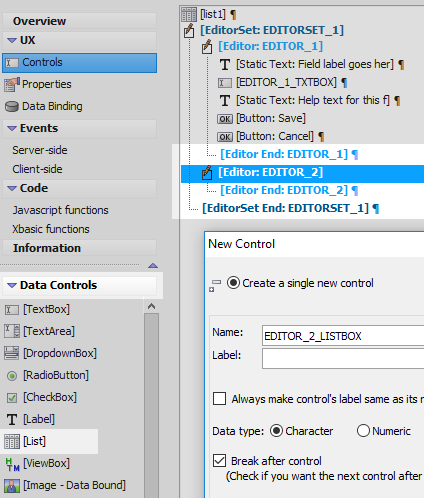 Overview
UX
Controls
Properties
Data Binding
Events
Server-side
Client-side
Code
Javascript functions
Xbasic functions
Information
Data Controls
[TextBox]
[TextArea]
[DropdownBox]
[RadioButton]
[CheckBox]
[Label]
[List]
[ViewBox]
[Image - Data Bound]
[list1] ¶
[EditorSet: EDITORSET_1] ¶
[Editor: EDITOR_1] ¶
[Static Text: Field label goes her] ¶
[EDITOR_1_TXTBOX] ¶
[Static Text: Help text for this f] ¶
[Button: Save] ¶
[Button: Cancel] ¶
[Editor End: EDITOR_1] ¶
[Editor: EDITOR_2] ¶
[Editor End: EDITOR_2] ¶
[EditorSet End: EDITORSET_1] ¶
New Control
Create a single new control
Name: EDITOR_2_LISTBOX
Label:
Always make control's label same as its n
Data type: Character Numeric
Break after control
(Check if you want the next control after